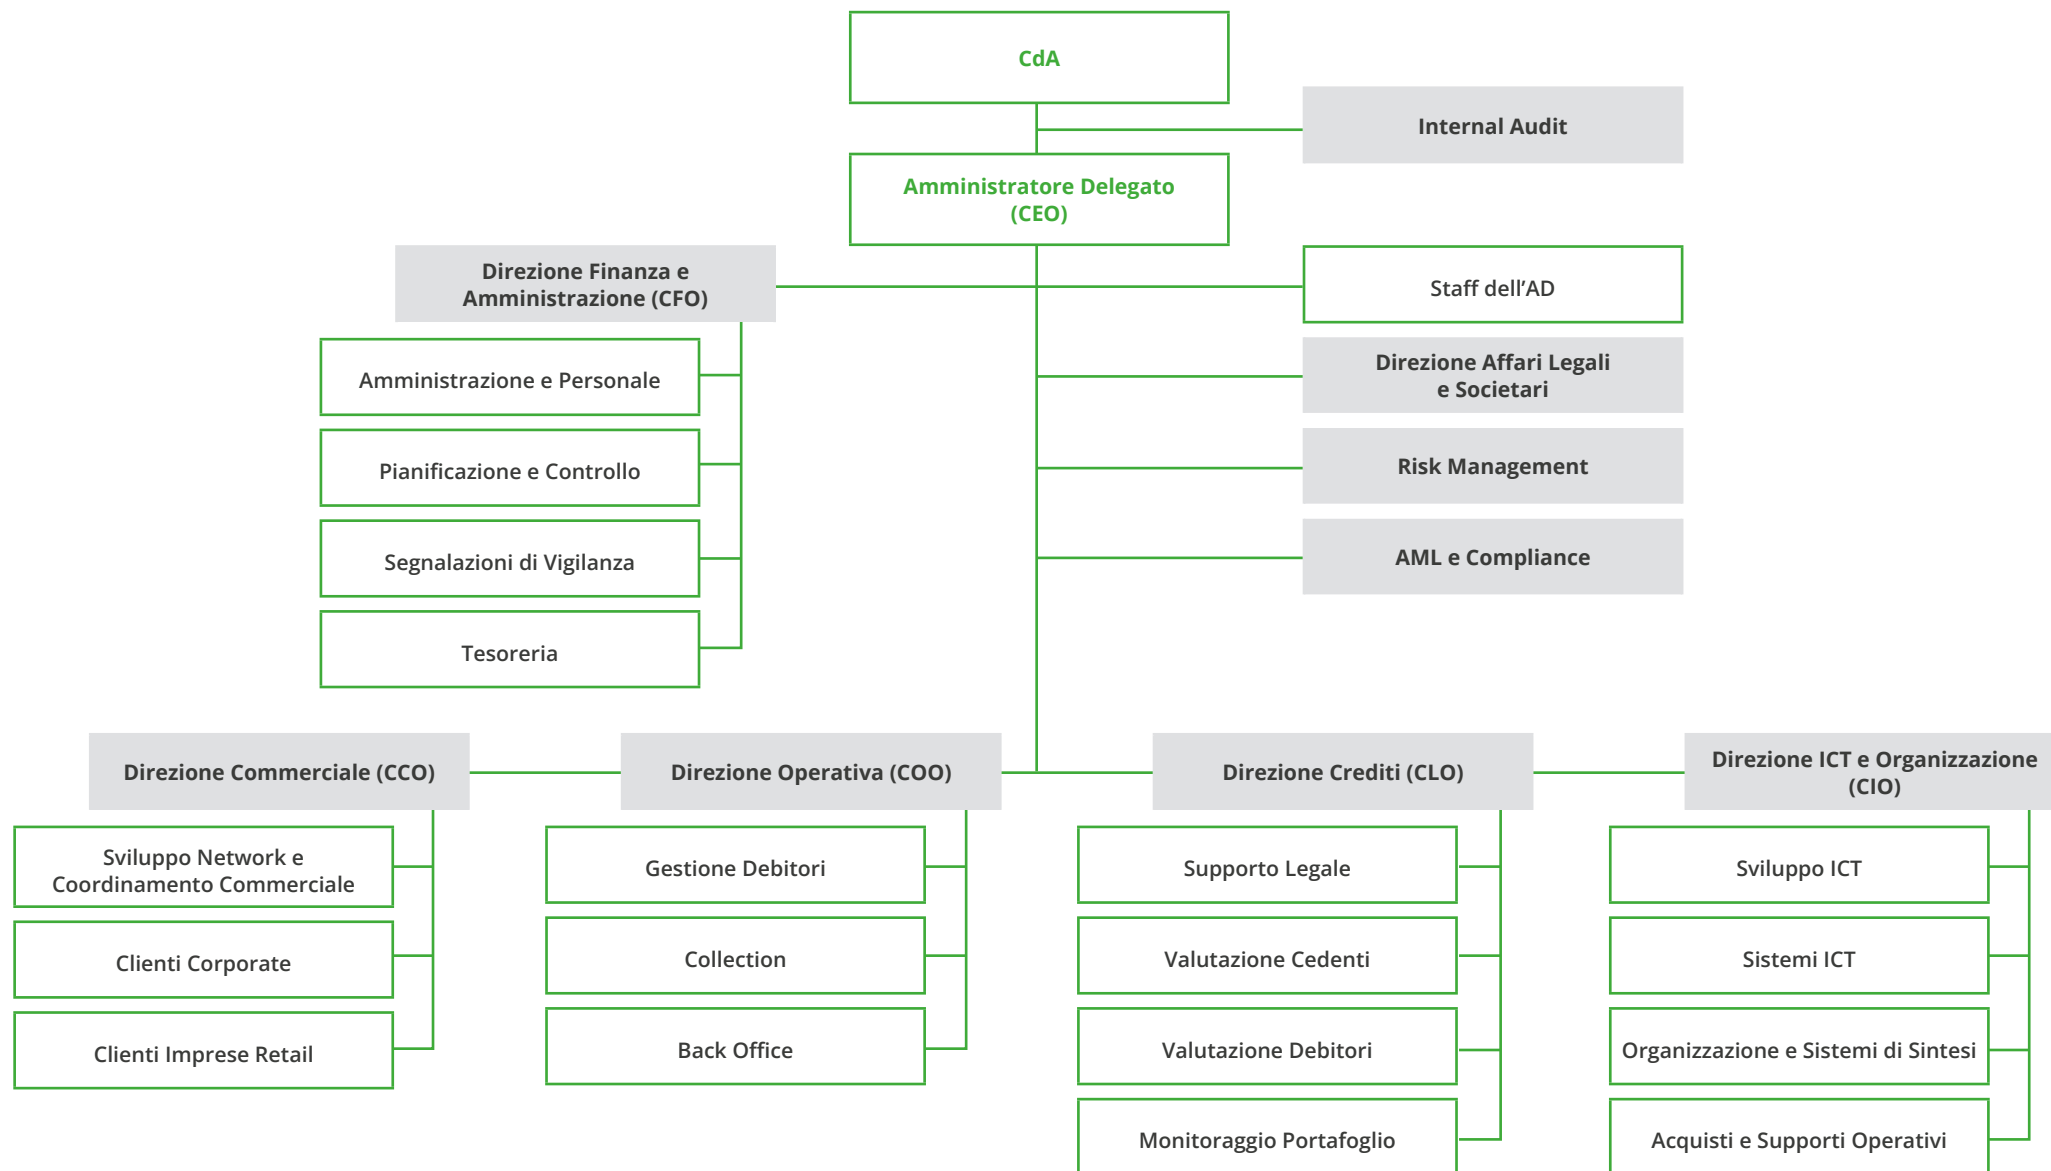 CdA
Internal Audit
Amministratore Delegato
(CEO)
Direzione Finanza e
Amministrazione (CFO)
Staff dell’AD
Amministrazione e Personale
Pianificazione e Controllo
Segnalazioni di Vigilanza
Tesoreria
Direzione Affari Legali
e Societari
Risk Management
AML e Compliance
Direzione Commerciale (CCO)
Sviluppo Network e
Coordinamento Commerciale
Clienti Corporate
Clienti Imprese Retail
Direzione Operativa (COO)
Gestione Debitori
Collection
Back Office
Direzione Crediti (CLO)
Supporto Legale
Valutazione Cedenti
Valutazione Debitori
Monitoraggio Portafoglio
Direzione ICT e Organizzazione
(CIO)
Sviluppo ICT
Sistemi ICT
Organizzazione e Sistemi di Sintesi
Acquisti e Supporti Operativi